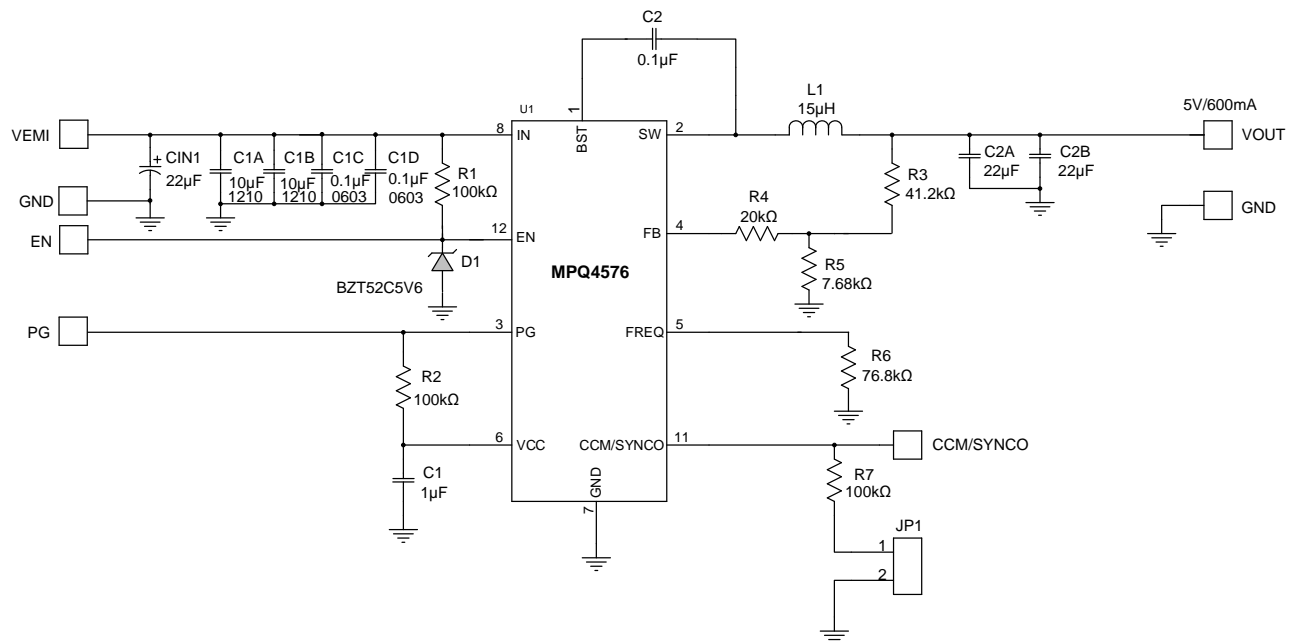 C2
0.1µF
L1
15µH
5V/600mA
U1
1
BST
VEMI
8
IN
SW
2
VOUT
CIN1
22µF
C1A
10µF
1210
C1B
10µF
1210
C1C
0.1µF
0603
C1D
0.1µF
0603
R1
100kΩ
C2A
22µF
C2B
22µF
R3
41.2kΩ
GND
GND
R4
20kΩ
EN
12
EN
FB
4
D1
BZT52C5V6
MPQ4576
R5
7.68kΩ
PG
3
PG
FREQ
5
R2
100kΩ
R6
76.8kΩ
6
VCC
CCM/SYNCO
11
CCM/SYNCO
C1
1µF
GND
7
R7
100kΩ
JP1
1
2
+